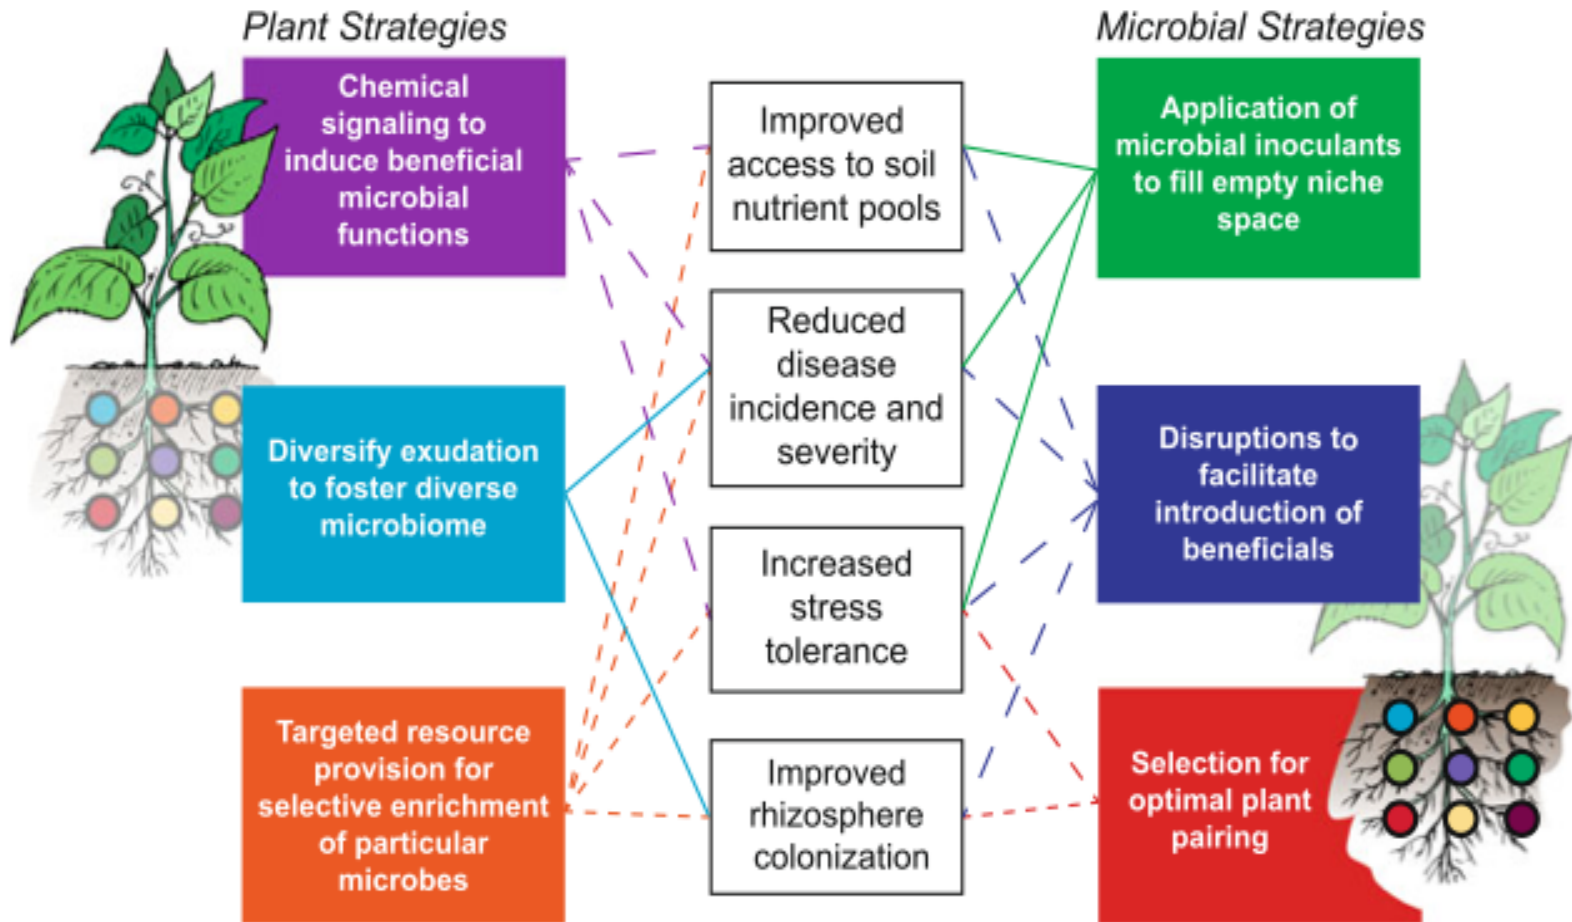 Plant Strategies
Chemical
signaling to
induce beneficial
microbial
functions
Diversify exudation
to foster diverse
microbiome
Targeted resource
provision for
selective enrichment
of particular
microbes
Improved
access to soil
nutrient pools
Reduced
disease
incidence and
severity
Increased
stress
tolerance
Improved
rhizosphere
colonization
Microbial Strategies
Application of
microbial inoculants
to fill empty niche
space
Disruptions to
facilitate
introduction of
beneficials
Selection for
optimal plant
pairing